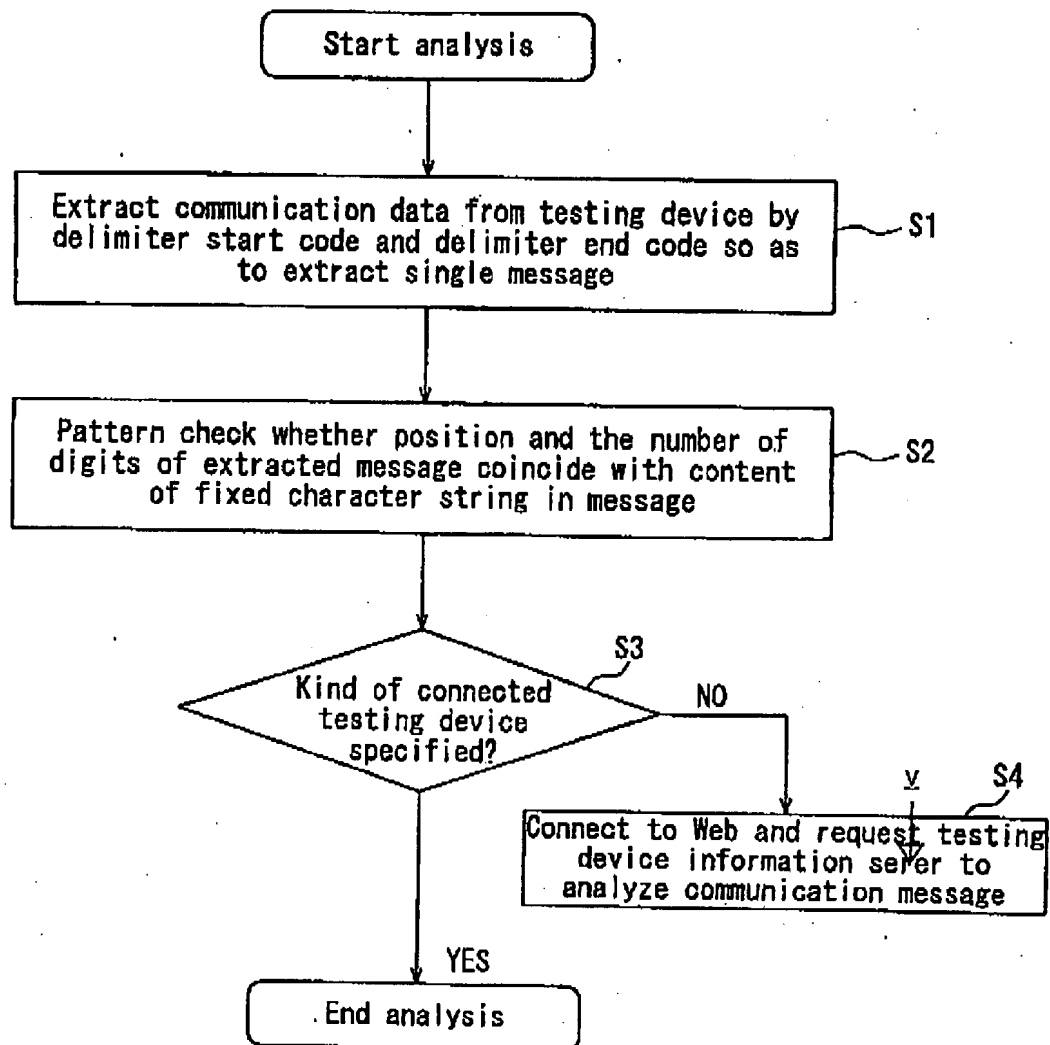 Start analysis
Extract communication data from testing device by
delimiter start code and delimiter end code so as
to extract single message
S1
Pattern check whether position and the number of
digits of extracted message coincide with content
of fixed character string in message
S2
Kind of connected
testing device
specified?
S3
NO
v
S4
Connect to Web and request testing
device information serer to
analyze communication message
YES
End analysis